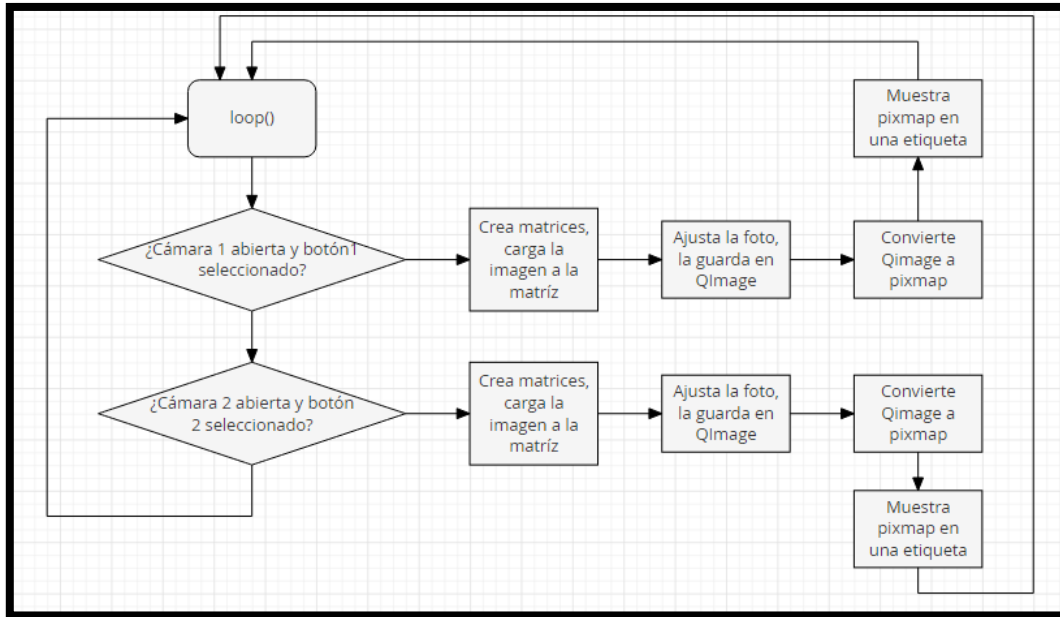 loop()
Muestra
pixmap en
una etiqueta
¿Cámara 1 abierta y botón1
seleccionado?
Crea matrices,
carga la
imagen a la
matríz
Ajusta la foto,
la guarda en
QImage
Convierte
Qimage a
pixmap
¿Cámara 2 abierta y botón
2 seleccionado?
Crea matrices,
carga la
imagen a la
matríz
Ajusta la foto,
la guarda en
QImage
Convierte
Qimage a
pixmap
Muestra
pixmap en
una etiqueta